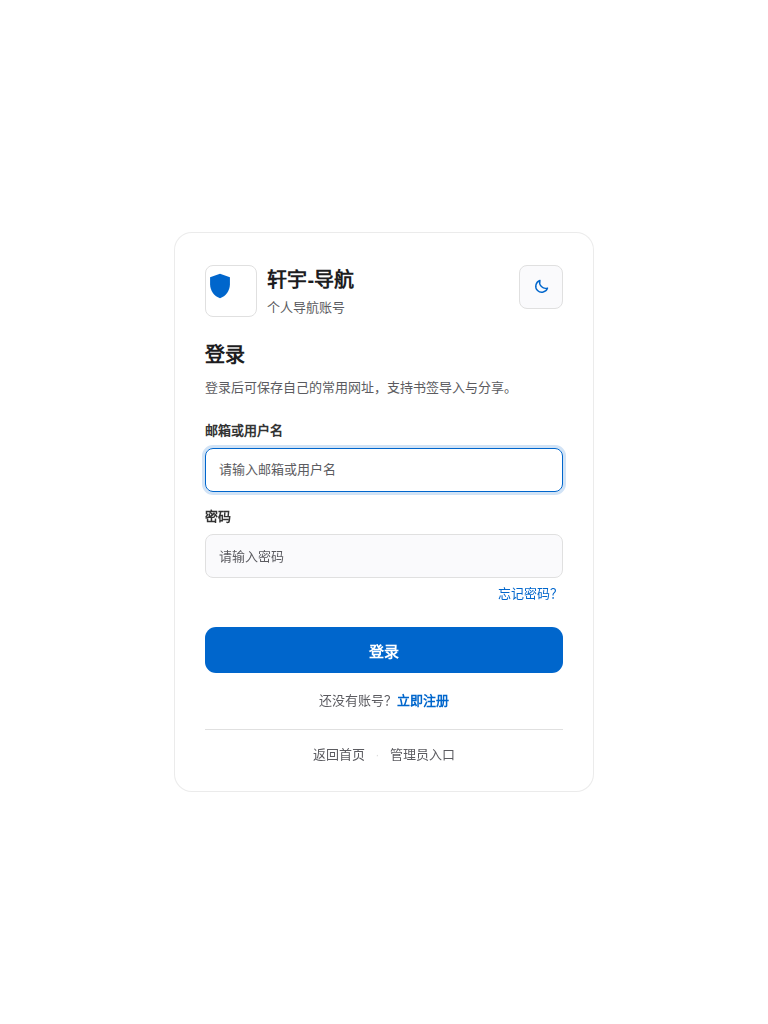 轩宇-导航
个人导航账号
登录
登录后可保存自己的常用网址，支持书签导入与分享。
邮箱或用户名
请输入邮箱或用户名
密码
请输入密码
忘记密码？
登录
还没有账号？立即注册
返回首页 · 管理员入口